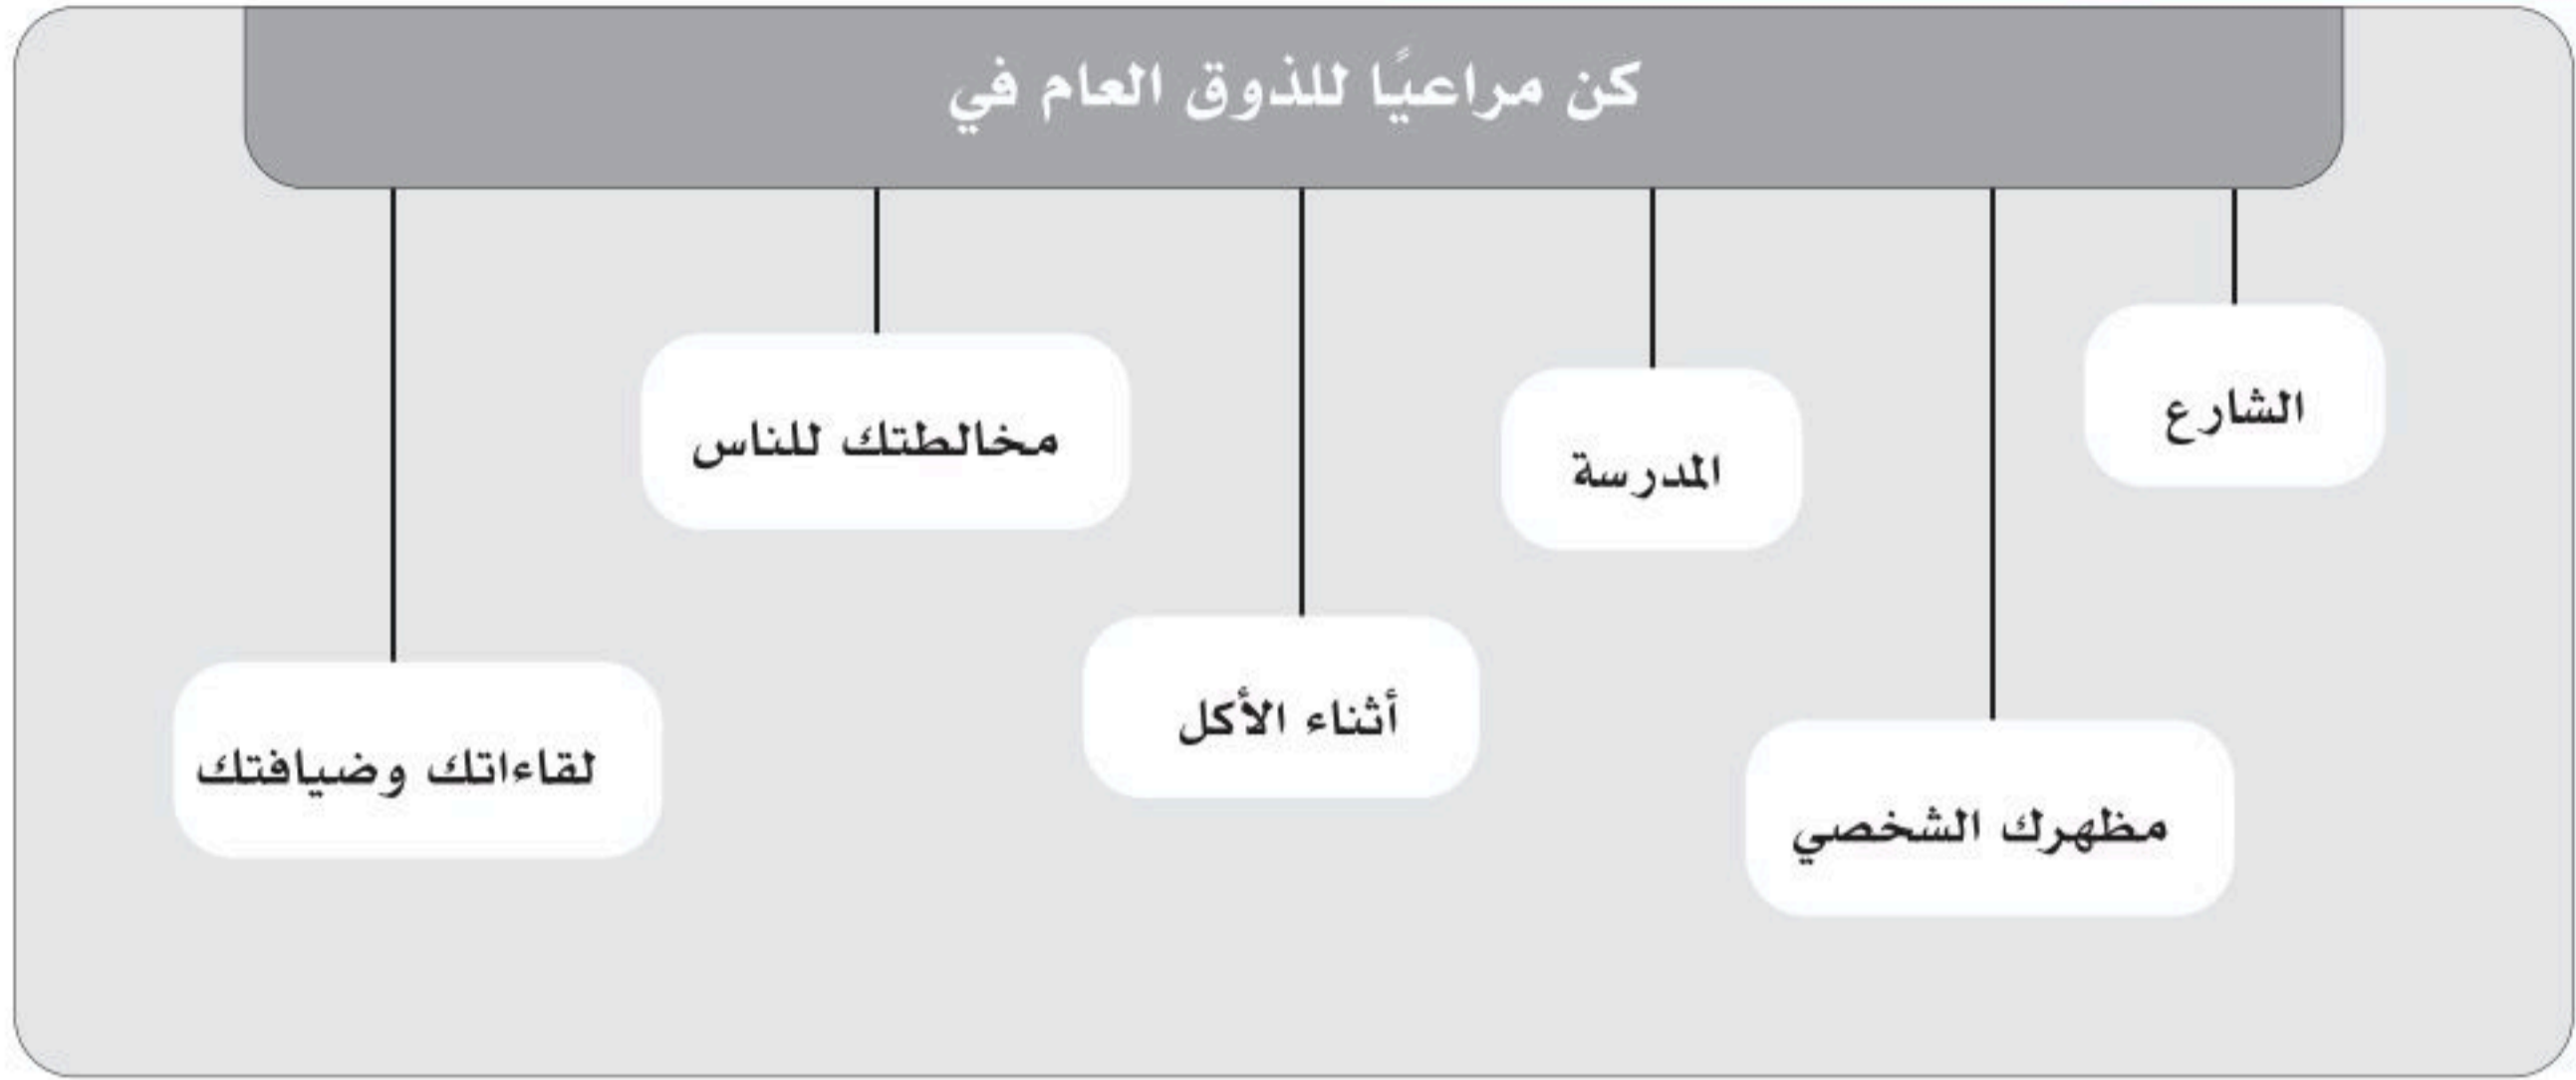 كن مراعيًا للذوق العام في
الشارع
مظهرك الشخصي
المدرسة
أثناء الأكل
مخالطتك للناس
لقاءاتك وضيافتك